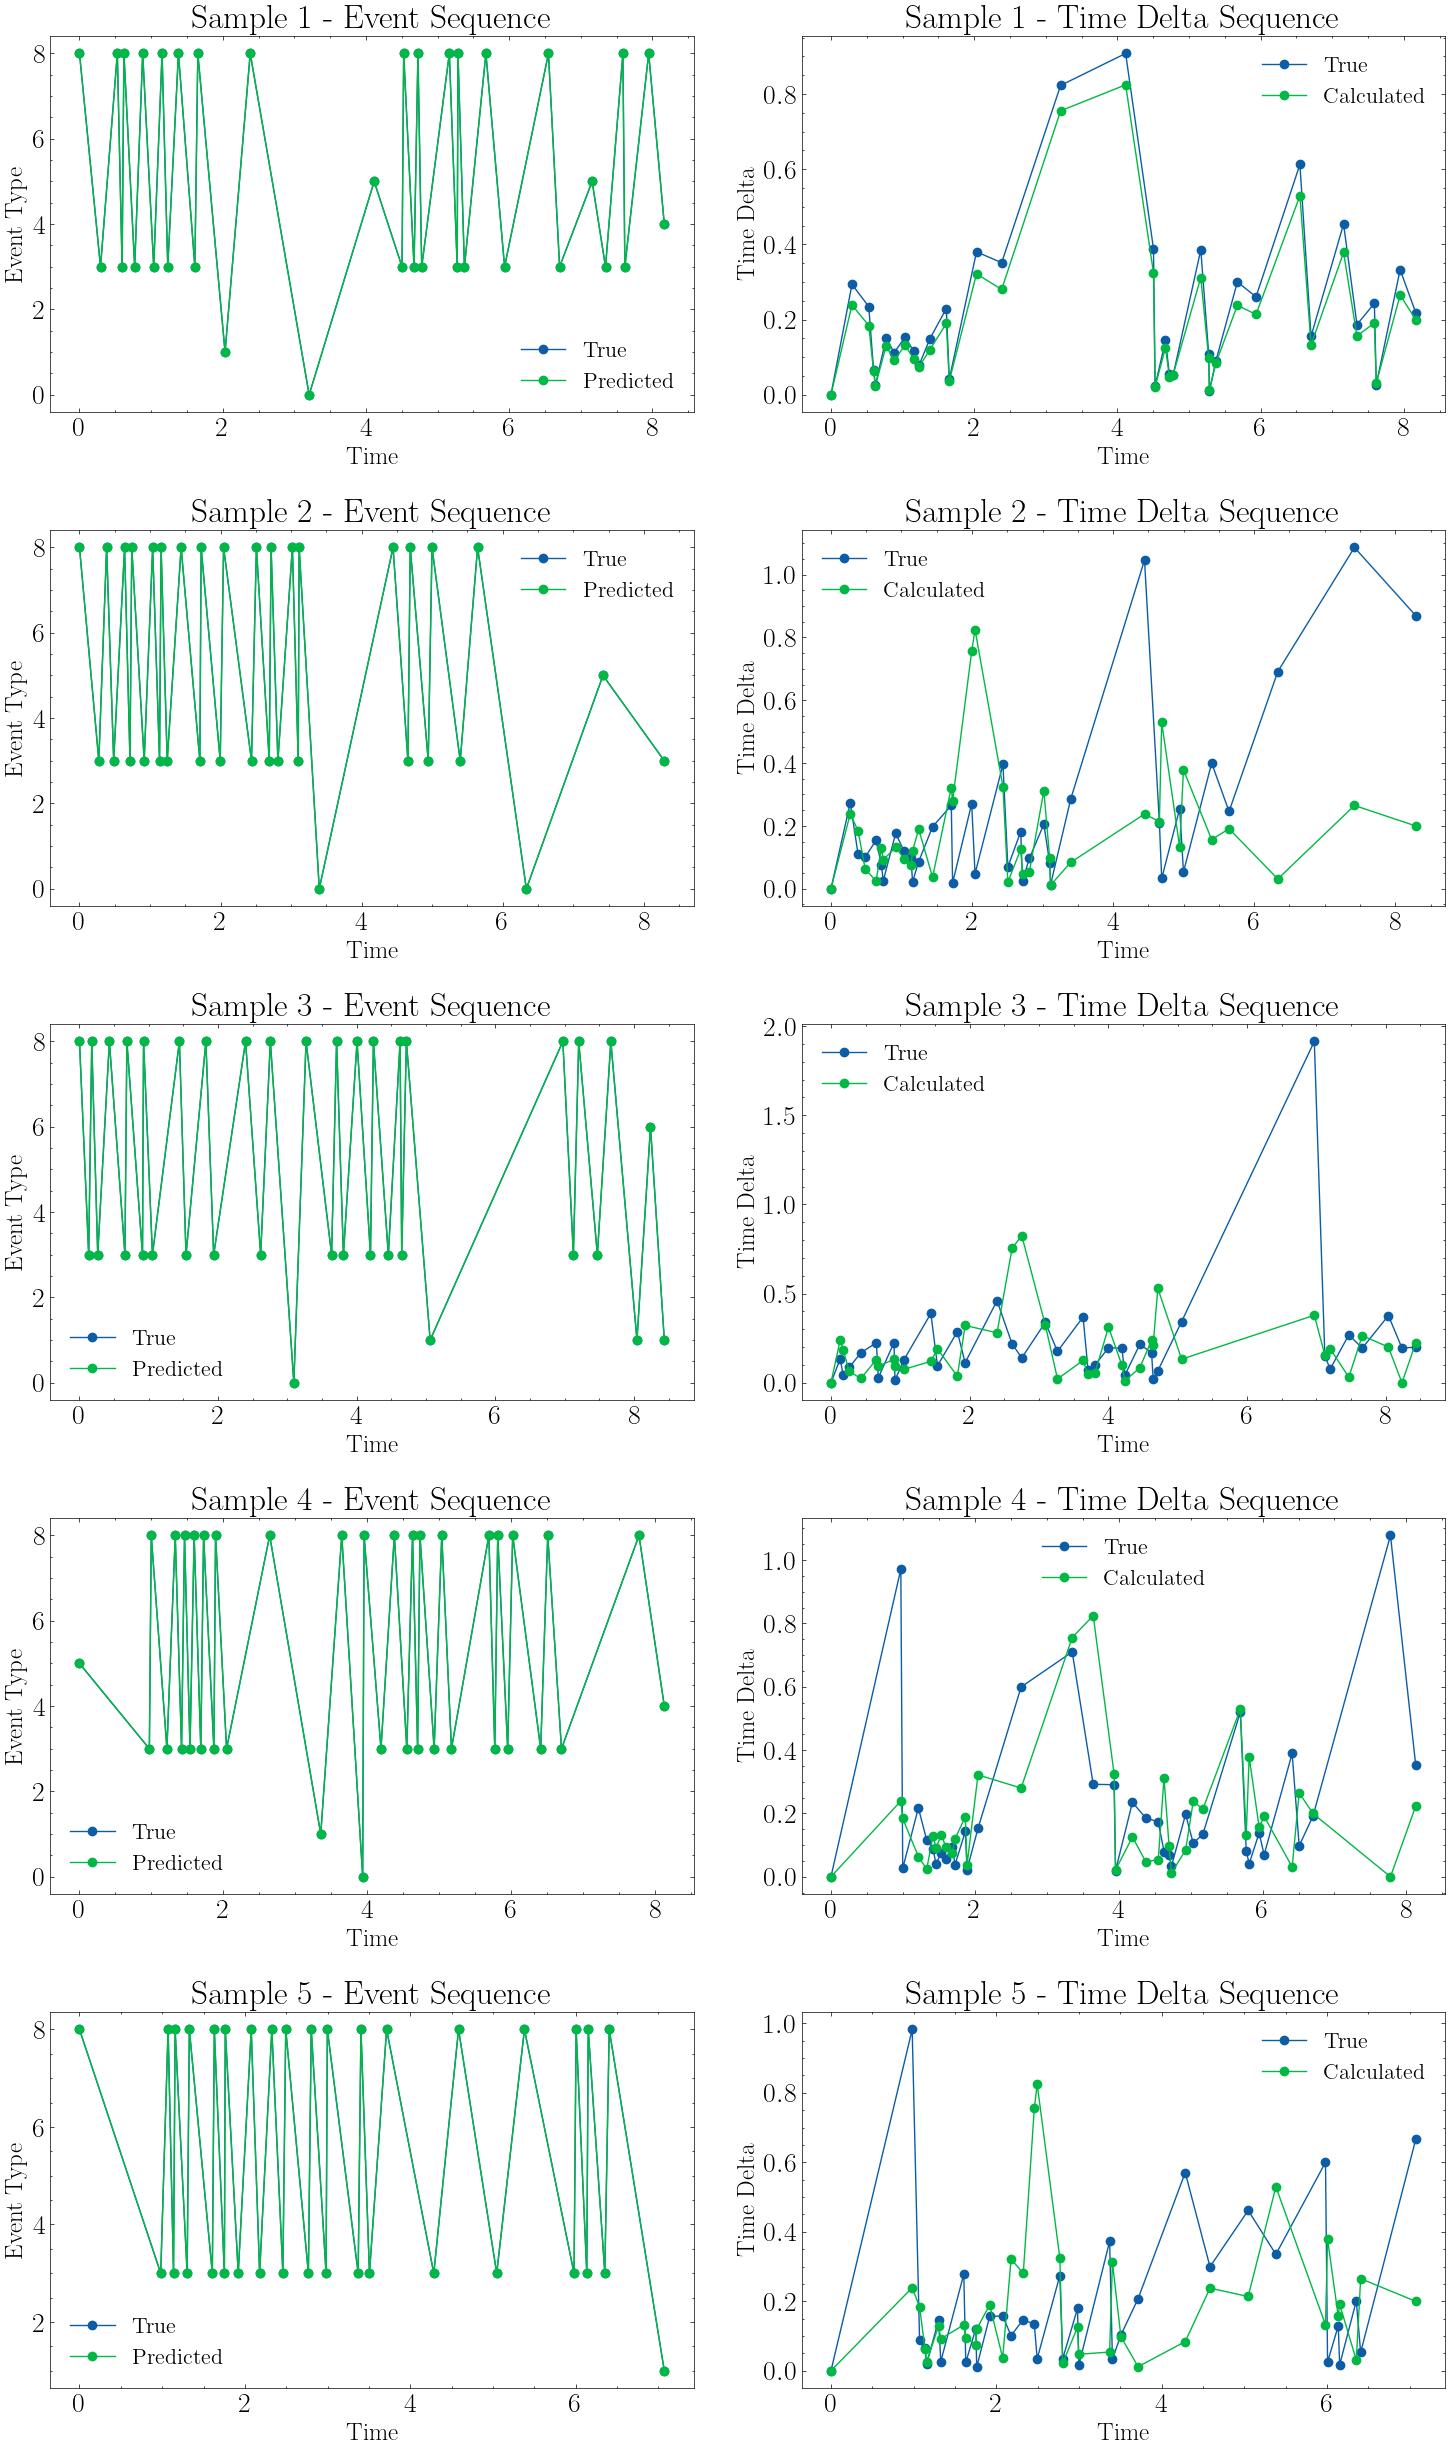 Sample 1 - Event Sequence
Event Type
8
6
4
2
0
True
Predicted
0 2 4 6 8
Time
Sample 1 - Time Delta Sequence
Time Delta
0.8
0.6
0.4
0.2
0.0
True
Calculated
0 2 4 6 8
Time
Sample 2 - Event Sequence
Event Type
8
6
4
2
0
True
Predicted
0 2 4 6 8
Time
Sample 2 - Time Delta Sequence
Time Delta
1.0
0.8
0.6
0.4
0.2
0.0
True
Calculated
0 2 4 6 8
Time
Sample 3 - Event Sequence
Event Type
8
6
4
2
0
True
Predicted
0 2 4 6 8
Time
Sample 3 - Time Delta Sequence
Time Delta
2.0
1.5
1.0
0.5
0.0
True
Calculated
0 2 4 6 8
Time
Sample 4 - Event Sequence
Event Type
8
6
4
2
0
True
Predicted
0 2 4 6 8
Time
Sample 4 - Time Delta Sequence
Time Delta
1.0
0.8
0.6
0.4
0.2
0.0
True
Calculated
0 2 4 6 8
Time
Sample 5 - Event Sequence
Event Type
8
6
4
2
True
Predicted
0 2 4 6
Time
Sample 5 - Time Delta Sequence
Time Delta
1.0
0.8
0.6
0.4
0.2
0.0
True
Calculated
0 2 4 6
Time